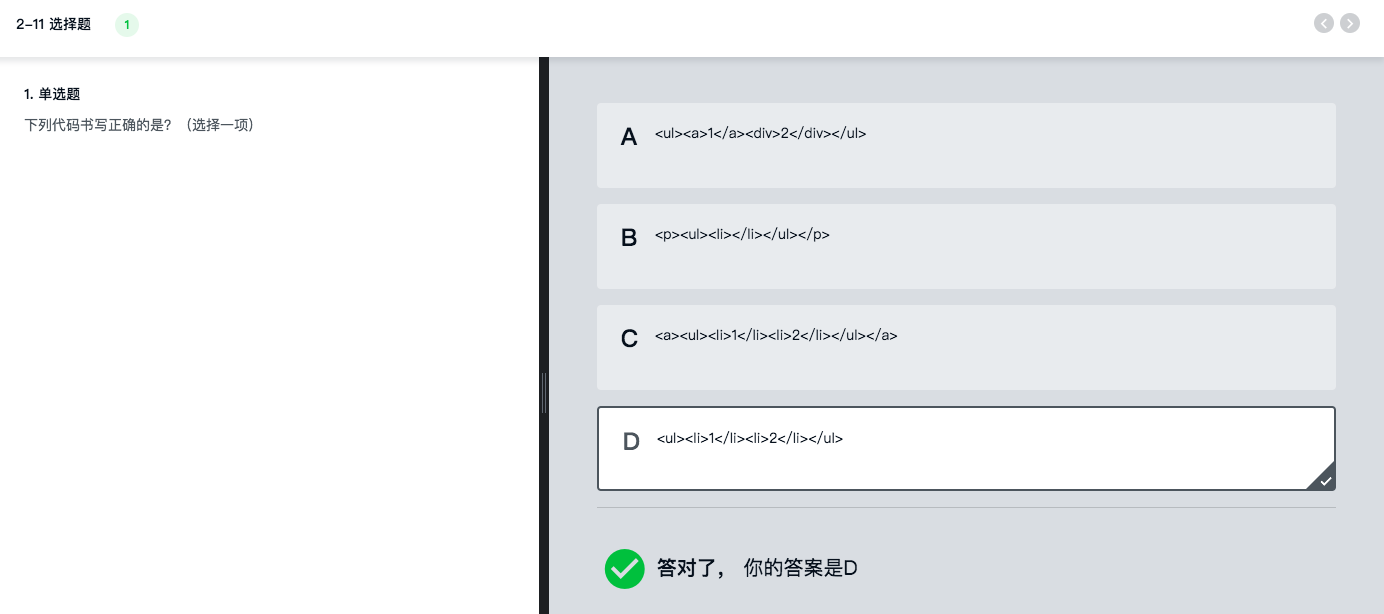 2-11 选择题 1
1. 单选题
下列代码书写正确的是？（选择一项）
A <ul><a>1</a><div>2</div></ul>
B <p><ul><li></li></ul></p>
C <a><ul><li>1</li><li>2</li></ul></a>
D <ul><li>1</li><li>2</li></ul>
答对了， 你的答案是D